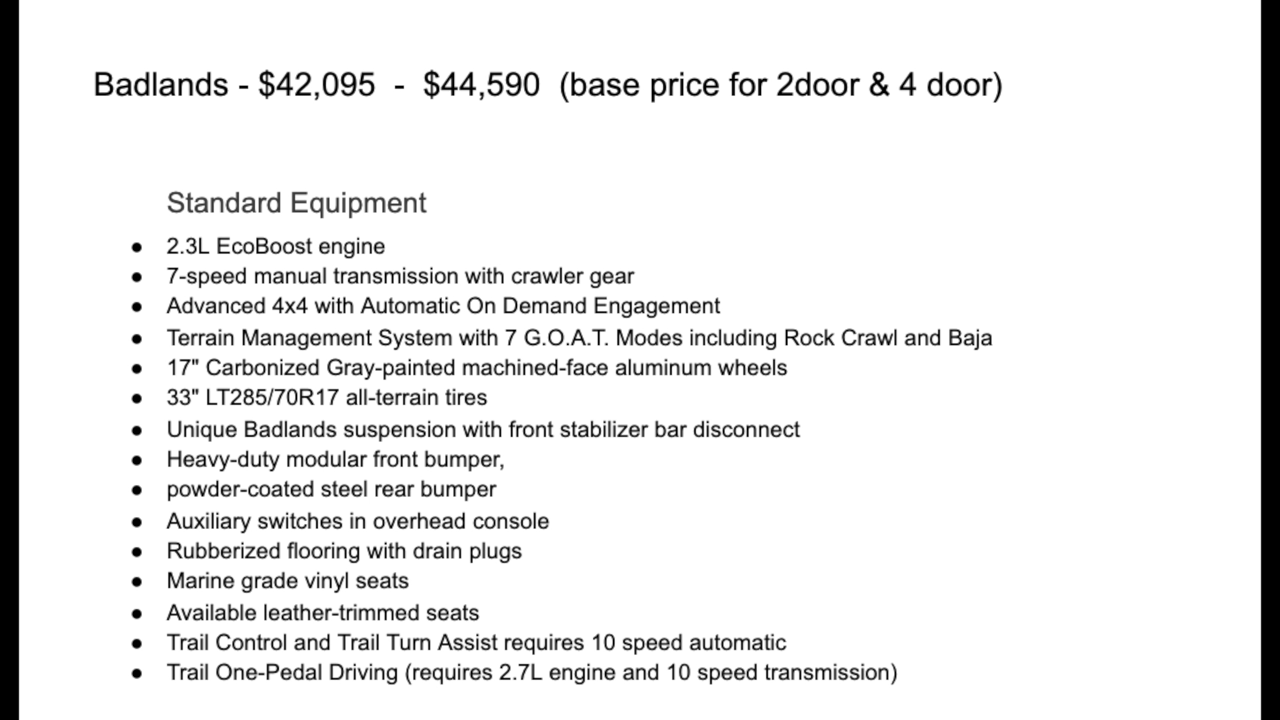 Badlands - $42,095 - $44,590 (base price for 2door & 4 door)
Standard Equipment
● 2.3L EcoBoost engine
● 7-speed manual transmission with crawler gear
● Advanced 4x4 with Automatic On Demand Engagement
● Terrain Management System with 7 G.O.A.T. Modes including Rock Crawl and Baja
● 17" Carbonized Gray-painted machined-face aluminum wheels
● 33" LT285/70R17 all-terrain tires
● Unique Badlands suspension with front stabilizer bar disconnect
● Heavy-duty modular front bumper,
● powder-coated steel rear bumper
● Auxiliary switches in overhead console
● Rubberized flooring with drain plugs
● Marine grade vinyl seats
● Available leather-trimmed seats
● Trail Control and Trail Turn Assist requires 10 speed automatic
● Trail One-Pedal Driving (requires 2.7L engine and 10 speed transmission)